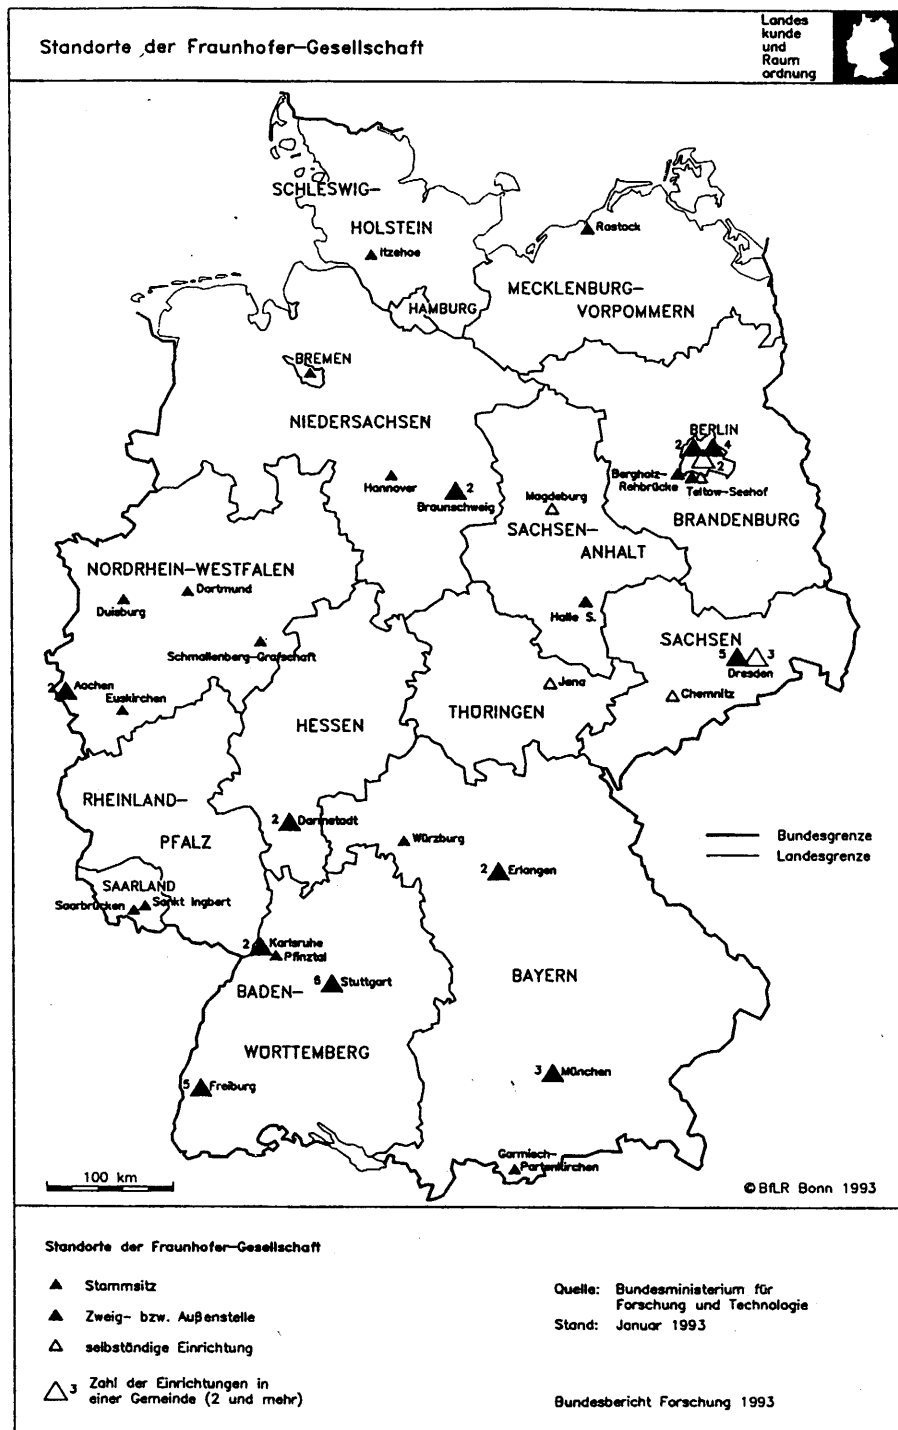 Standorte der Fraunhofer-Gesellschaft
Landes
kunde
und
Raum
ordnung
SCHLESWIG-
HOLSTEIN
Itzehoe
Rostock
MECKLENBURG-
VORPOMMERN
HAMBURG
BREMEN
NIEDERSACHSEN
BERLIN
2
4
2
Bergholz-
Rehbrücke
Teltow-Seehof
BRANDENBURG
Hannover
2
Braunschweig
Magdeburg
SACHSEN-
ANHALT
Halle S.
NORDRHEIN-WESTFALEN
Dortmund
Duisburg
Schmallenberg-Grafschaft
2
Aachen
Euskirchen
SACHSEN
5
3
Dresden
Chemnitz
Jena
THÜRINGEN
HESSEN
RHEINLAND-
PFALZ
2
Darmstadt
Würzburg
2
Erlangen
Bundesgrenze
Landesgrenze
SAARLAND
Saarbrücken
Sankt Ingbert
2
Karlsruhe
Pfinztal
6
Stuttgart
BADEN-
WÜRTTEMBERG
BAYERN
5
Freiburg
3
München
Garmisch-
Partenkirchen
100 km
© BfLR Bonn 1993
Standorte der Fraunhofer-Gesellschaft
Stammsitz
Zweig- bzw. Außenstelle
selbständige Einrichtung
3
Zahl der Einrichtungen in
einer Gemeinde (2 und mehr)
Quelle: Bundesministerium für
Forschung und Technologie
Stand: Januar 1993
Bundesbericht Forschung 1993